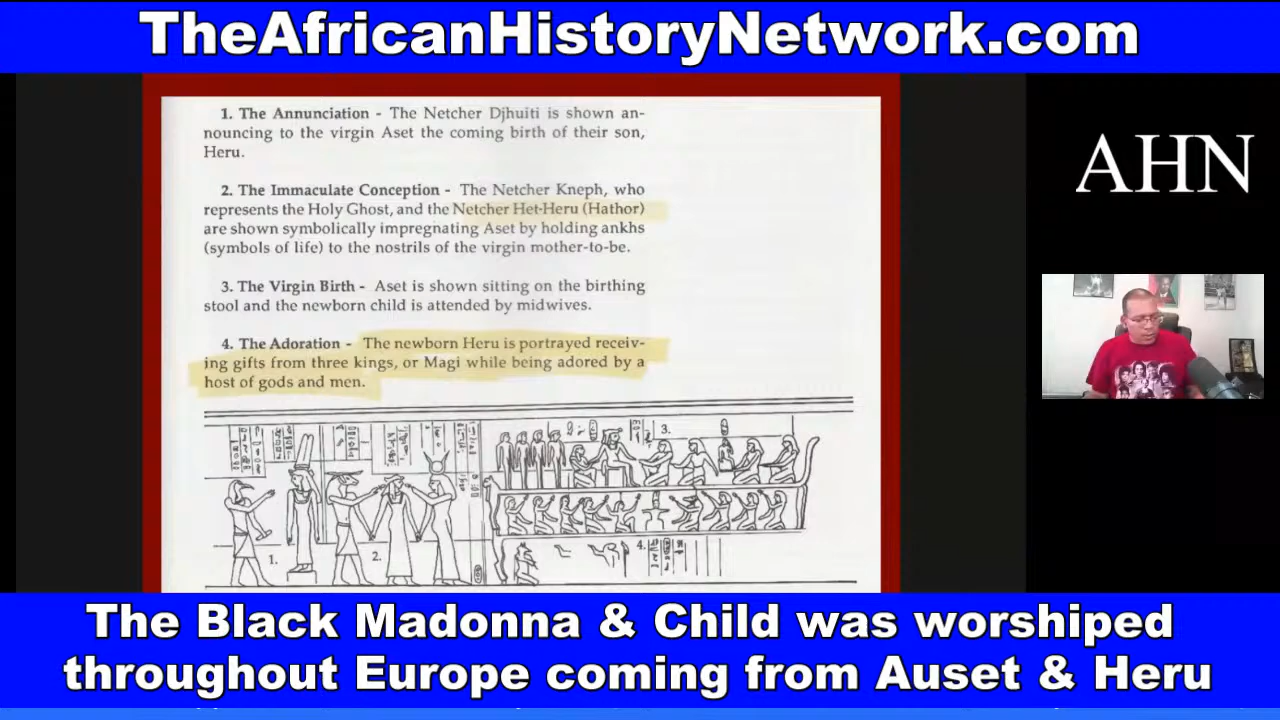 TheAfricanHistoryNetwork.com
1. The Annunciation - The Netcher Djhuiti is shown an-
nouncing to the virgin Aset the coming birth of their son,
Heru.
2. The Immaculate Conception - The Netcher Kneph, who
represents the Holy Ghost, and the Netcher Het-Heru (Hathor)
are shown symbolically impregnating Aset by holding ankhs
(symbols of life) to the nostrils of the virgin mother-to-be.
3. The Virgin Birth - Aset is shown sitting on the birthing
stool and the newborn child is attended by midwives.
4. The Adoration - The newborn Heru is portrayed receiv-
ing gifts from three kings, or Magi while being adored by a
host of gods and men.
3.
1.
2.
4.
AHN
The Black Madonna & Child was worshiped
throughout Europe coming from Auset & Heru